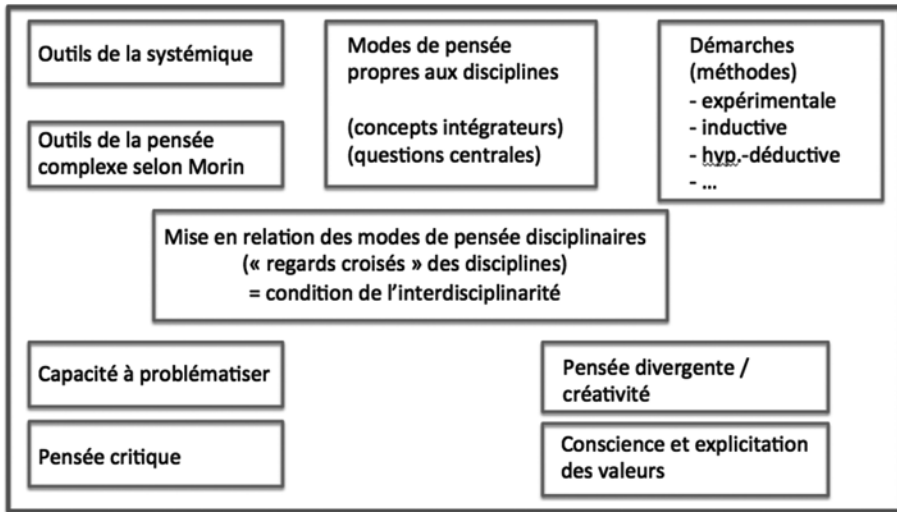 Outils de la systémique
Outils de la pensée
complexe selon Morin
Modes de pensée
propres aux disciplines
(concepts intégrateurs)
(questions centrales)
Démarches
(méthodes)
- expérimentale
- inductive
- hyp.-déductive
- ...
Mise en relation des modes de pensée disciplinaires
(« regards croisés » des disciplines)
= condition de l’interdisciplinarité
Capacité à problématiser
Pensée critique
Pensée divergente /
créativité
Conscience et explicitation
des valeurs